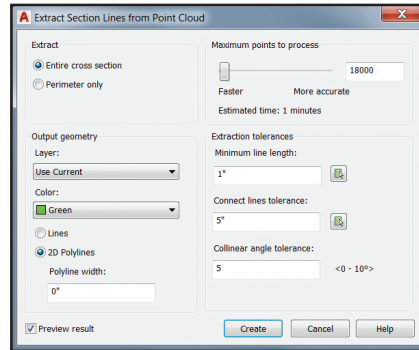 A Extract Section Lines from Point Cloud X
Extract
Entire cross section
Perimeter only
Maximum points to process
18000
Faster More accurate
Estimated time: 1 minutes
Output geometry
Layer:
Use Current
Color:
Green
Lines
2D Polylines
Polyline width:
0"
Extraction tolerances
Minimum line length:
1"
Connect lines tolerance:
5"
Collinear angle tolerance:
5 <0 - 10º>
Preview result
Create Cancel Help